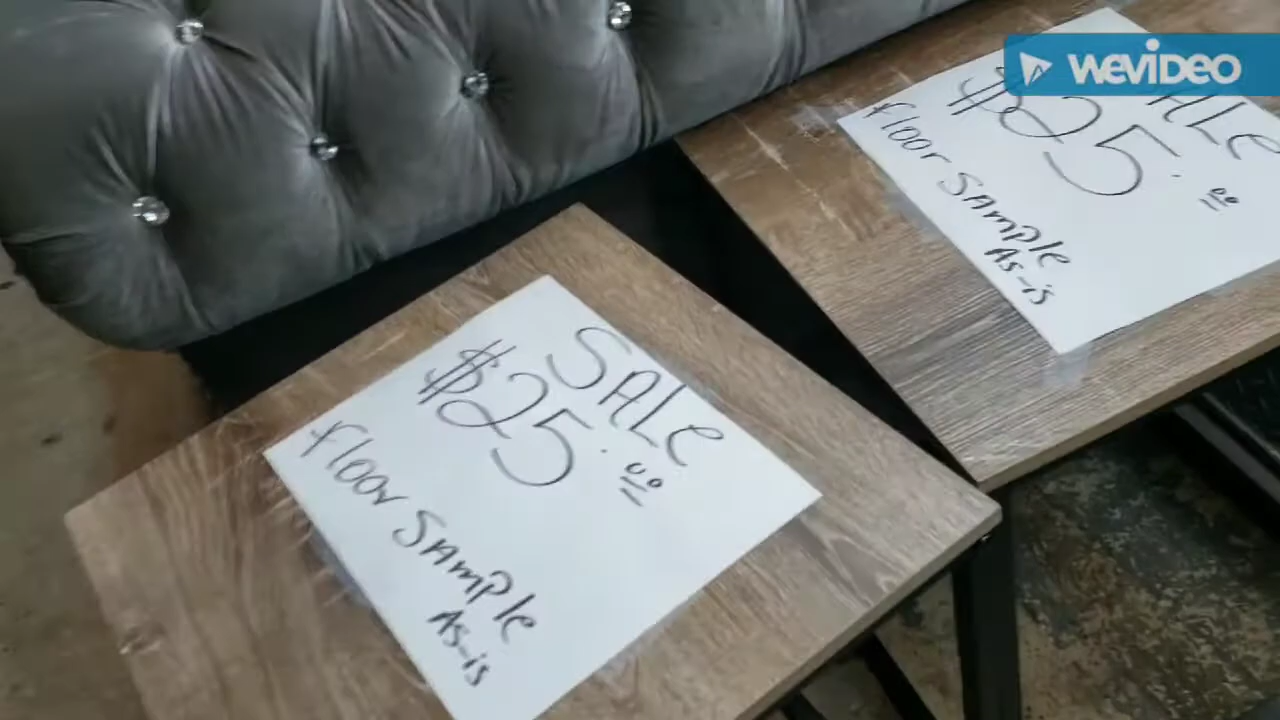 WEVIDEO
SALe
$25.00
floor SAmple
As-is
SALe
$25.00
floor SAmple
As-is